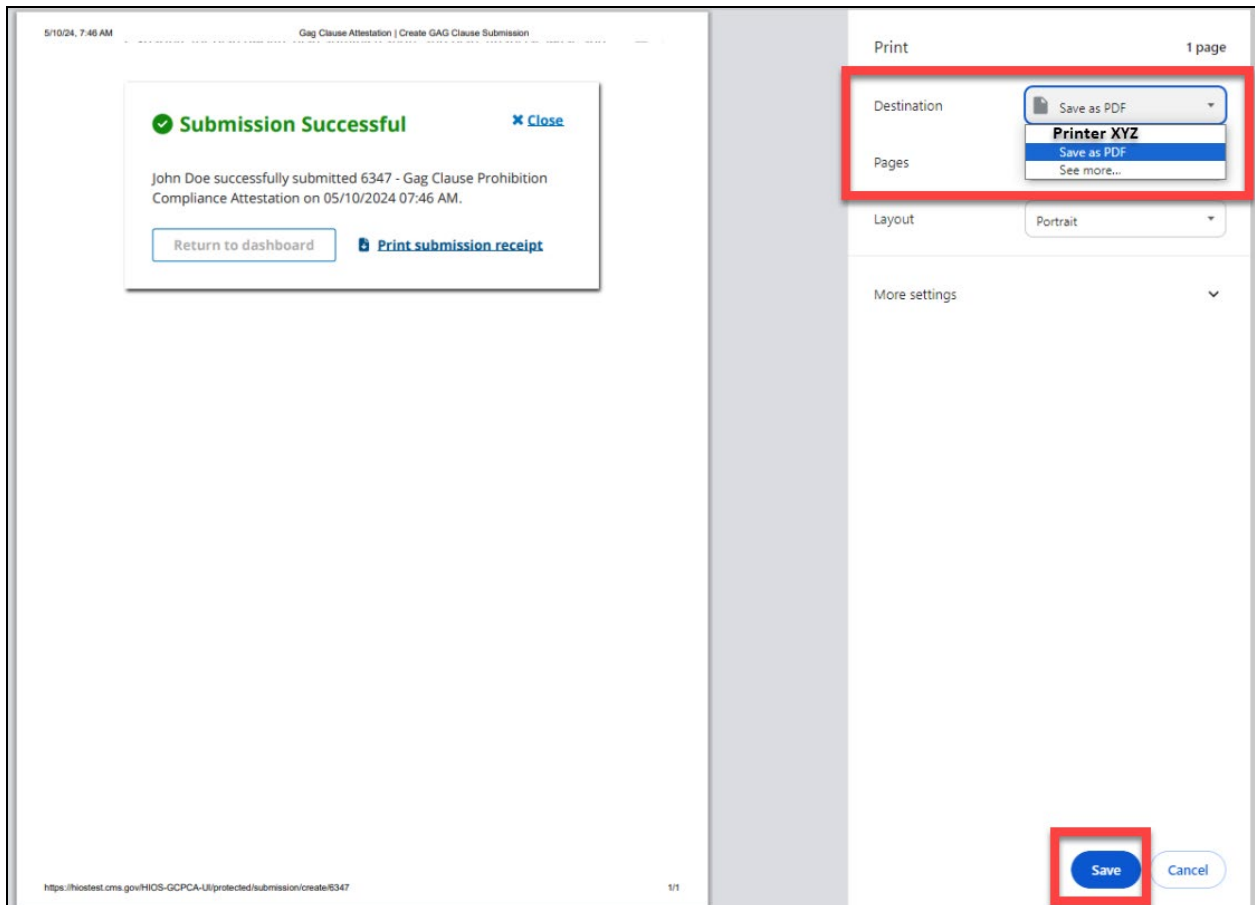 5/10/24, 7:46 AM
Gag Clause Attestation | Create GAG Clause Submission
Submission Successful
Close
John Doe successfully submitted 6347 - Gag Clause Prohibition
Compliance Attestation on 05/10/2024 07:46 AM.
Return to dashboard
Print submission receipt
https://hiostest.cms.gov/HIOS-GCPCA-UI/protected/submission/create/6347
1/1
Print
1 page
Destination
Save as PDF
Printer XYZ
Save as PDF
See more...
Pages
Layout
Portrait
More settings
Save
Cancel